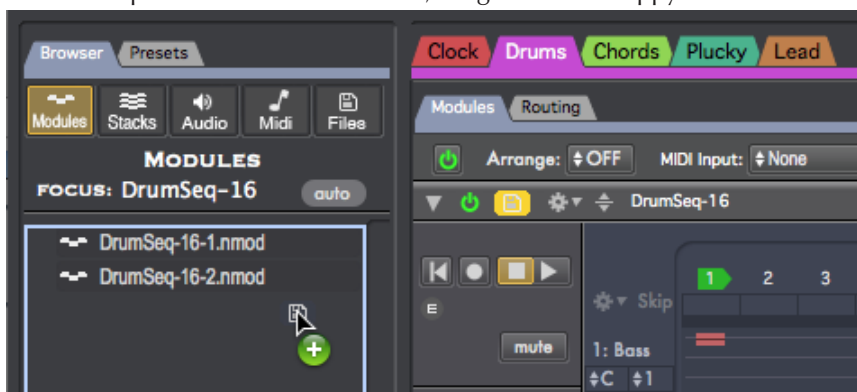 Browser Presets
Modules Stacks Audio Midi Files
MODULES
FOCUS: DrumSeq-16 auto
DrumSeq-16-1.nmod
DrumSeq-16-2.nmod
Clock Drums Chords Plucky Lead
Modules Routing
Arrange: OFF MIDI Input: None
DrumSeq-16
1 2 3
Skip
E
mute 1: Bass
C 1